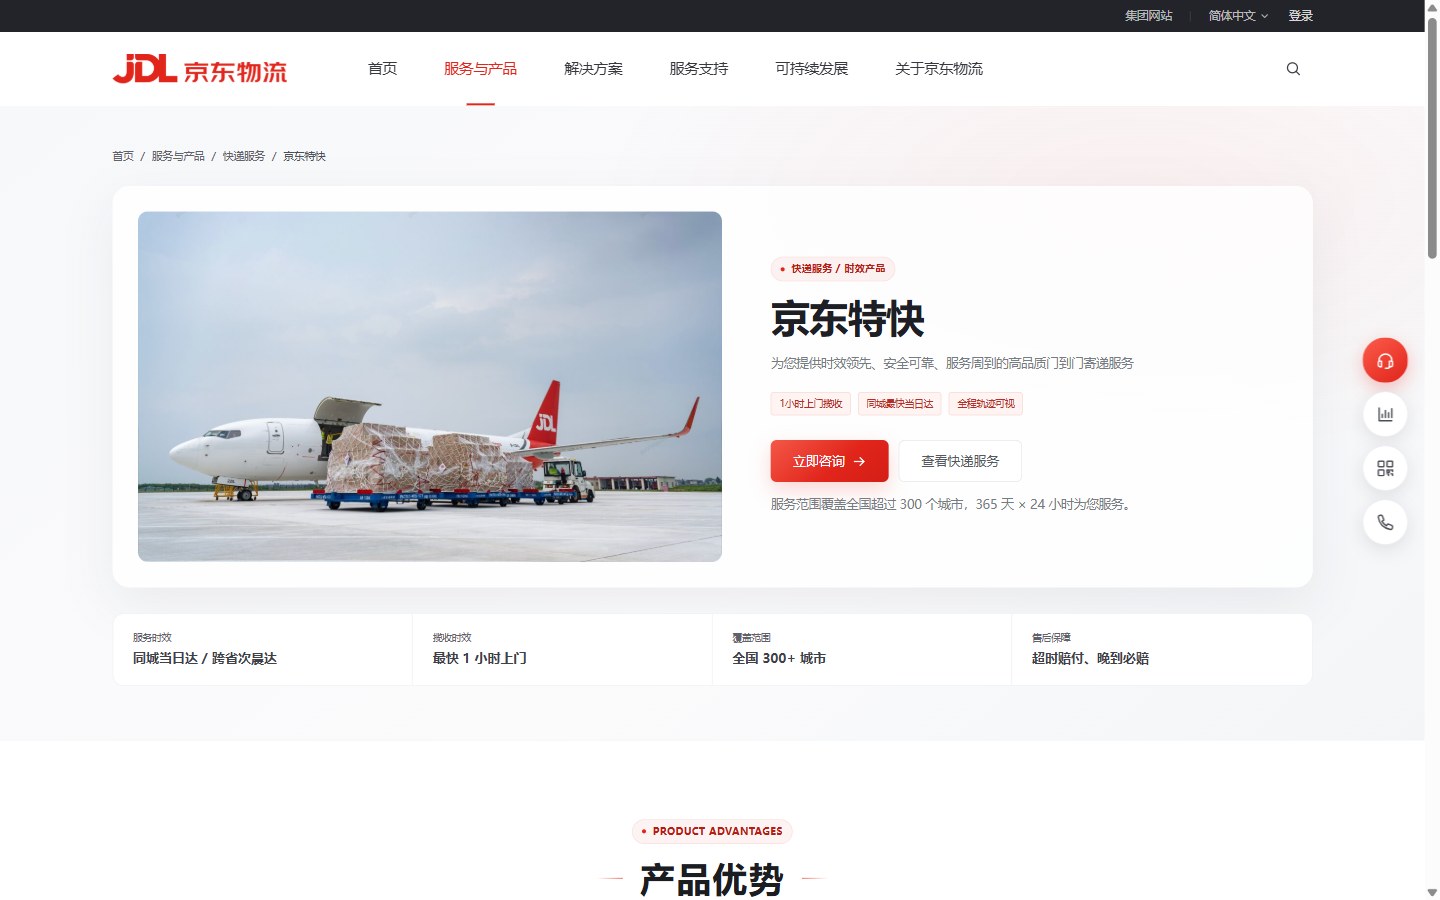 集团网站
简体中文
登录
JDL 京东物流
首页
服务与产品
解决方案
服务支持
可持续发展
关于京东物流
首页 / 服务与产品 / 快递服务 / 京东特快
JDL
快递服务 / 时效产品
京东特快
为您提供时效领先、安全可靠、服务周到的高品质门到门寄递服务
1小时上门揽收
同城最快当日达
全程轨迹可视
立即咨询 →
查看快递服务
服务范围覆盖全国超过 300 个城市，365 天 × 24 小时为您服务。
服务时效
同城当日达 / 跨省次晨达
揽收时效
最快 1 小时上门
覆盖范围
全国 300+ 城市
售后保障
超时赔付、晚到必赔
PRODUCT ADVANTAGES
产品优势